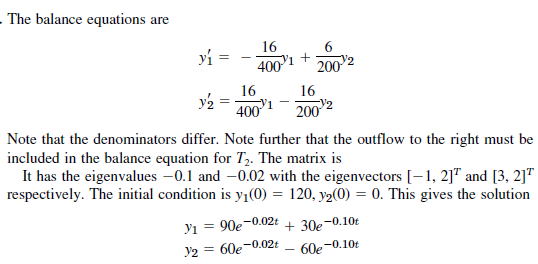 . The balance equations are
y₁′ = − 16/400 y₁ + 6/200 y₂
y₂′ = 16/400 y₁ − 16/200 y₂
Note that the denominators differ. Note further that the outflow to the right must be
included in the balance equation for T₂. The matrix is
It has the eigenvalues −0.1 and −0.02 with the eigenvectors [−1, 2]ᵀ and [3, 2]ᵀ
respectively. The initial condition is y₁(0) = 120, y₂(0) = 0. This gives the solution
y₁ = 90e^−0.02t + 30e^−0.10t
y₂ = 60e^−0.02t − 60e^−0.10t